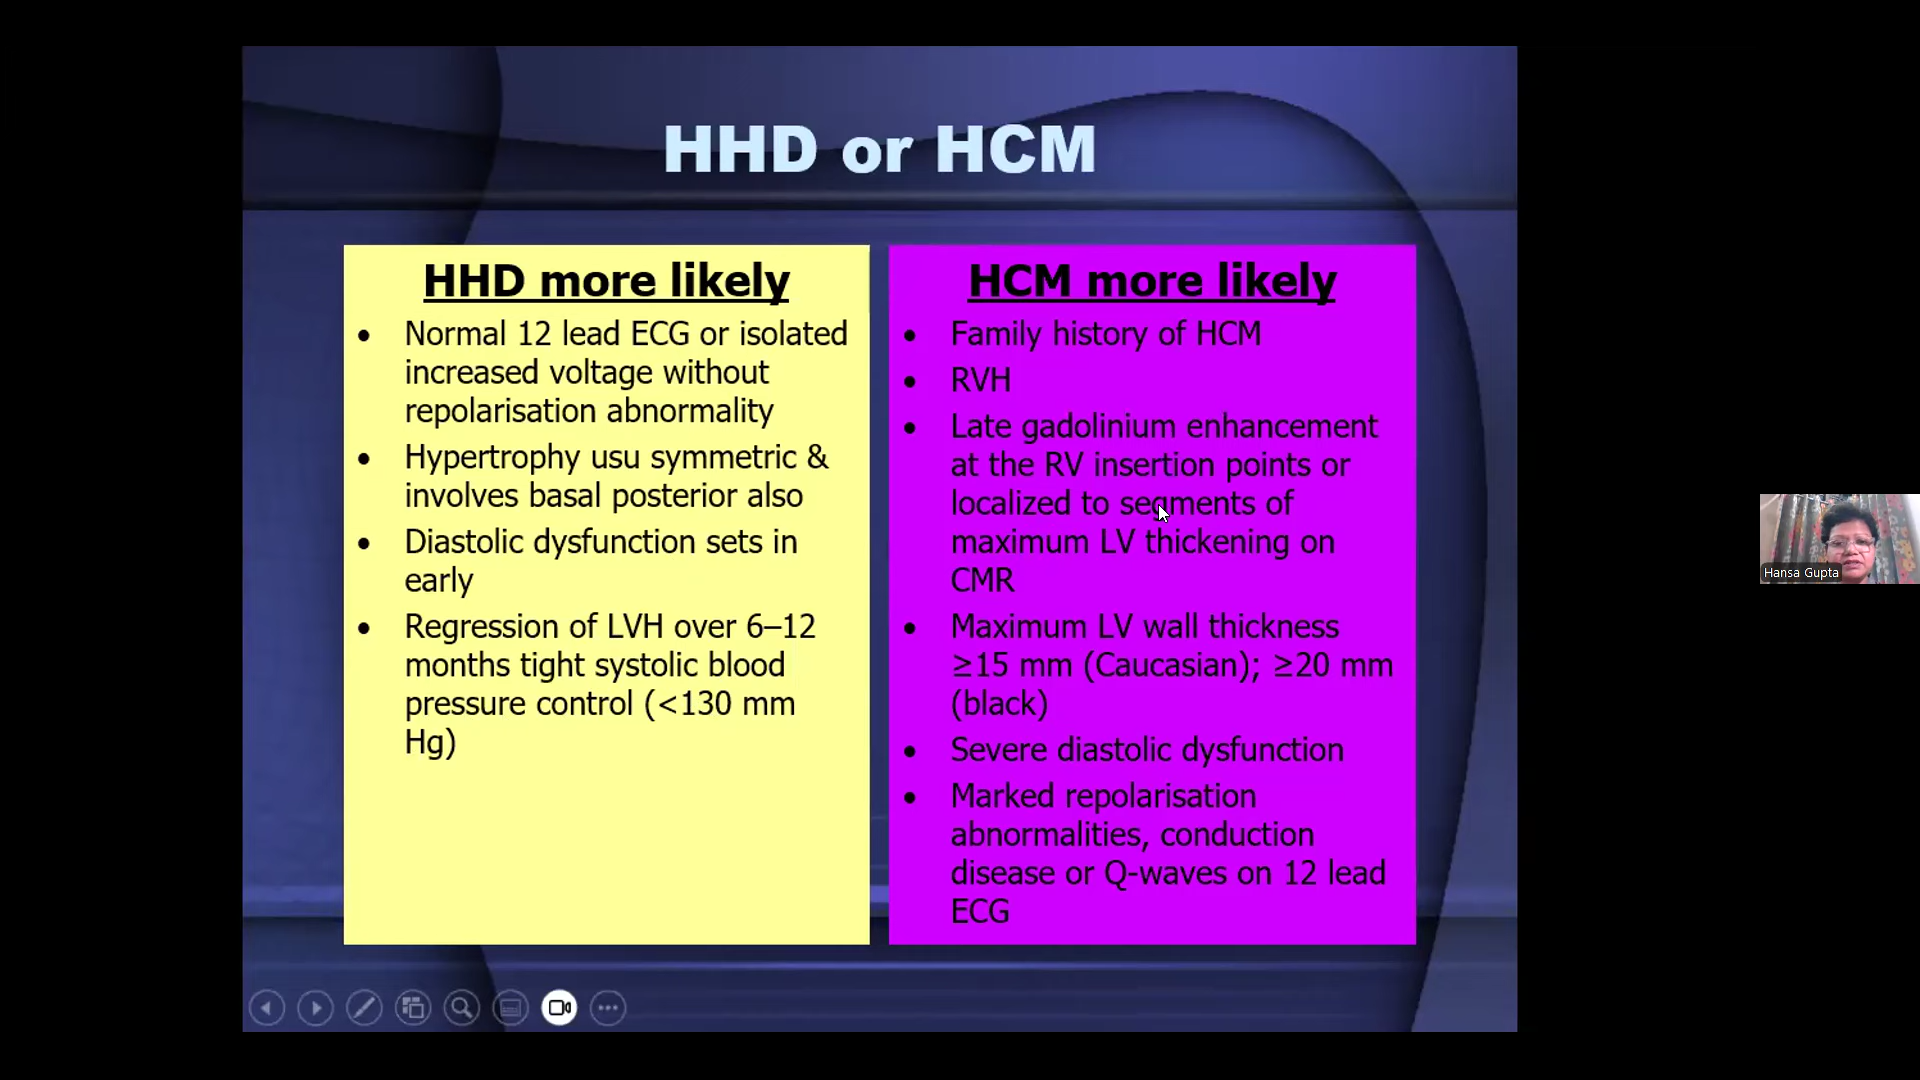 HHD or HCM
HHD more likely
• Normal 12 lead ECG or isolated
increased voltage without
repolarisation abnormality
• Hypertrophy usu symmetric &
involves basal posterior also
• Diastolic dysfunction sets in
early
• Regression of LVH over 6–12
months tight systolic blood
pressure control (<130 mm
Hg)
HCM more likely
• Family history of HCM
• RVH
• Late gadolinium enhancement
at the RV insertion points or
localized to segments of
maximum LV thickening on
CMR
• Maximum LV wall thickness
≥15 mm (Caucasian); ≥20 mm
(black)
• Severe diastolic dysfunction
• Marked repolarisation
abnormalities, conduction
disease or Q-waves on 12 lead
ECG
Hansa Gupta